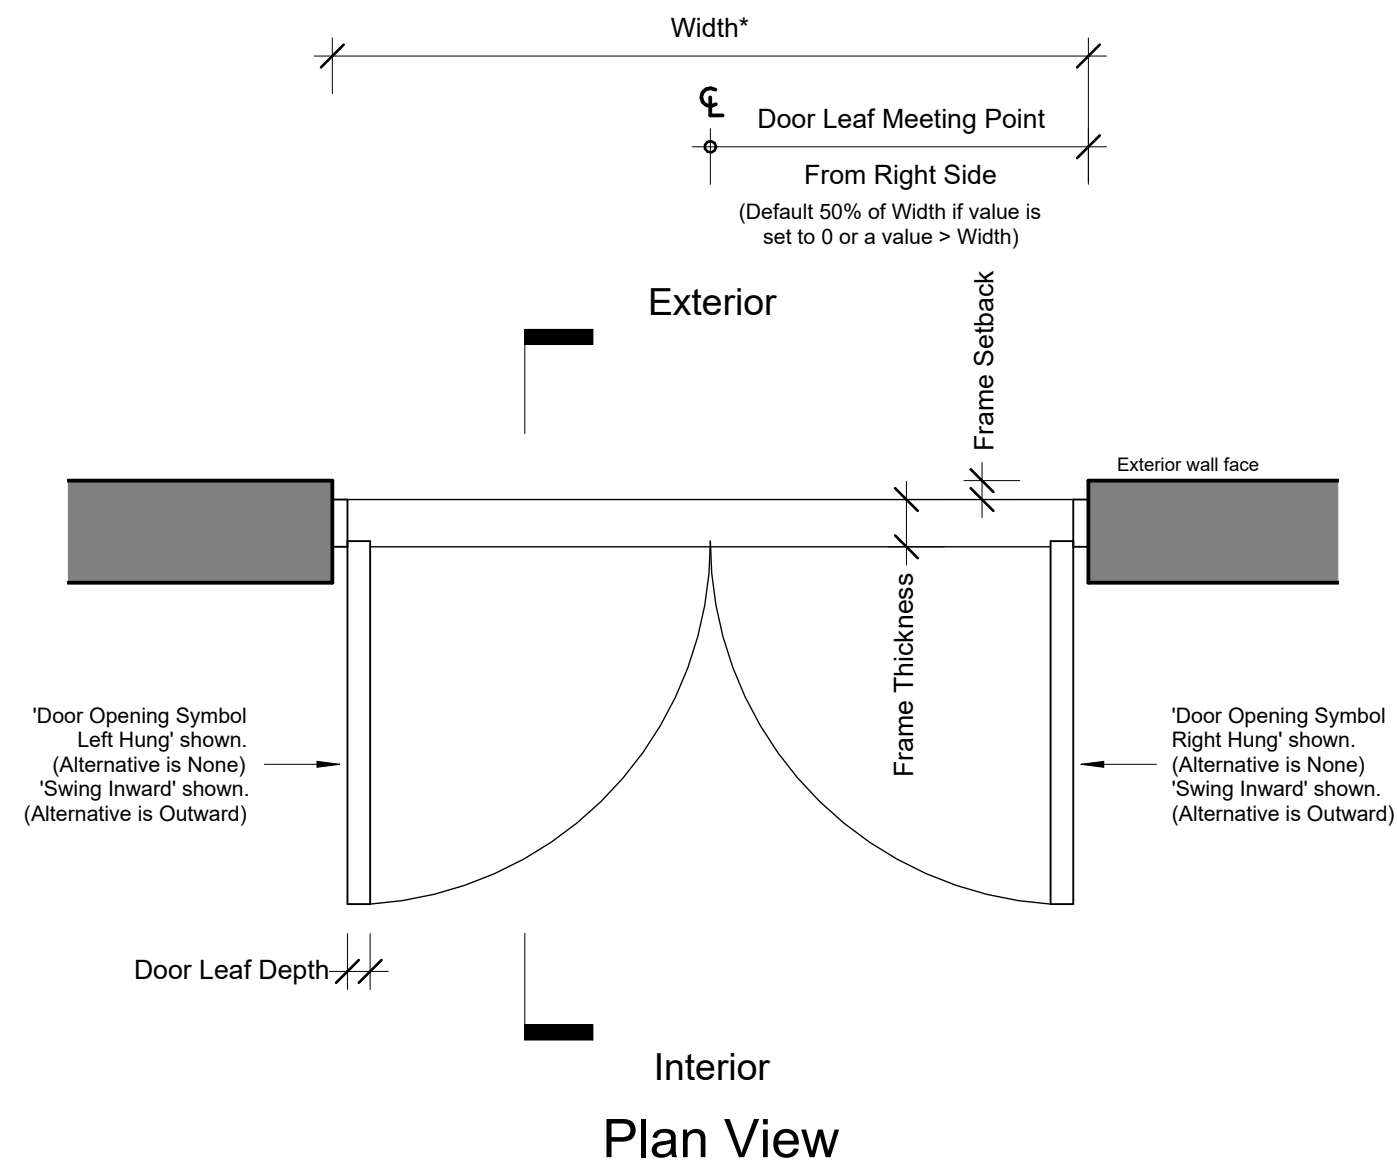 Width*
℄
Door Leaf Meeting Point
From Right Side
(Default 50% of Width if value is
set to 0 or a value > Width)
Exterior
Frame Setback
Exterior wall face
Frame Thickness
'Door Opening Symbol
Left Hung' shown.
(Alternative is None)
'Swing Inward' shown.
(Alternative is Outward)
'Door Opening Symbol
Right Hung' shown.
(Alternative is None)
'Swing Inward' shown.
(Alternative is Outward)
Door Leaf Depth
Interior
Plan View